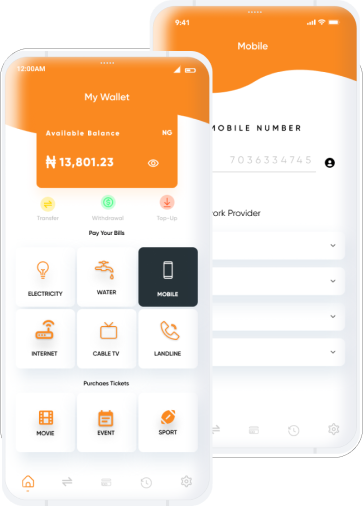 12:00AM
My Wallet
Available Balance NG
₦ 13,801.23
Transfer Withdrawal Top-Up
Pay Your Bills
ELECTRICITY WATER MOBILE
INTERNET CABLE TV LANDLINE
Purchaes Tickets
MOVIE EVENT SPORT
9:41
Mobile
MOBILE NUMBER
7036334745
ork Provider